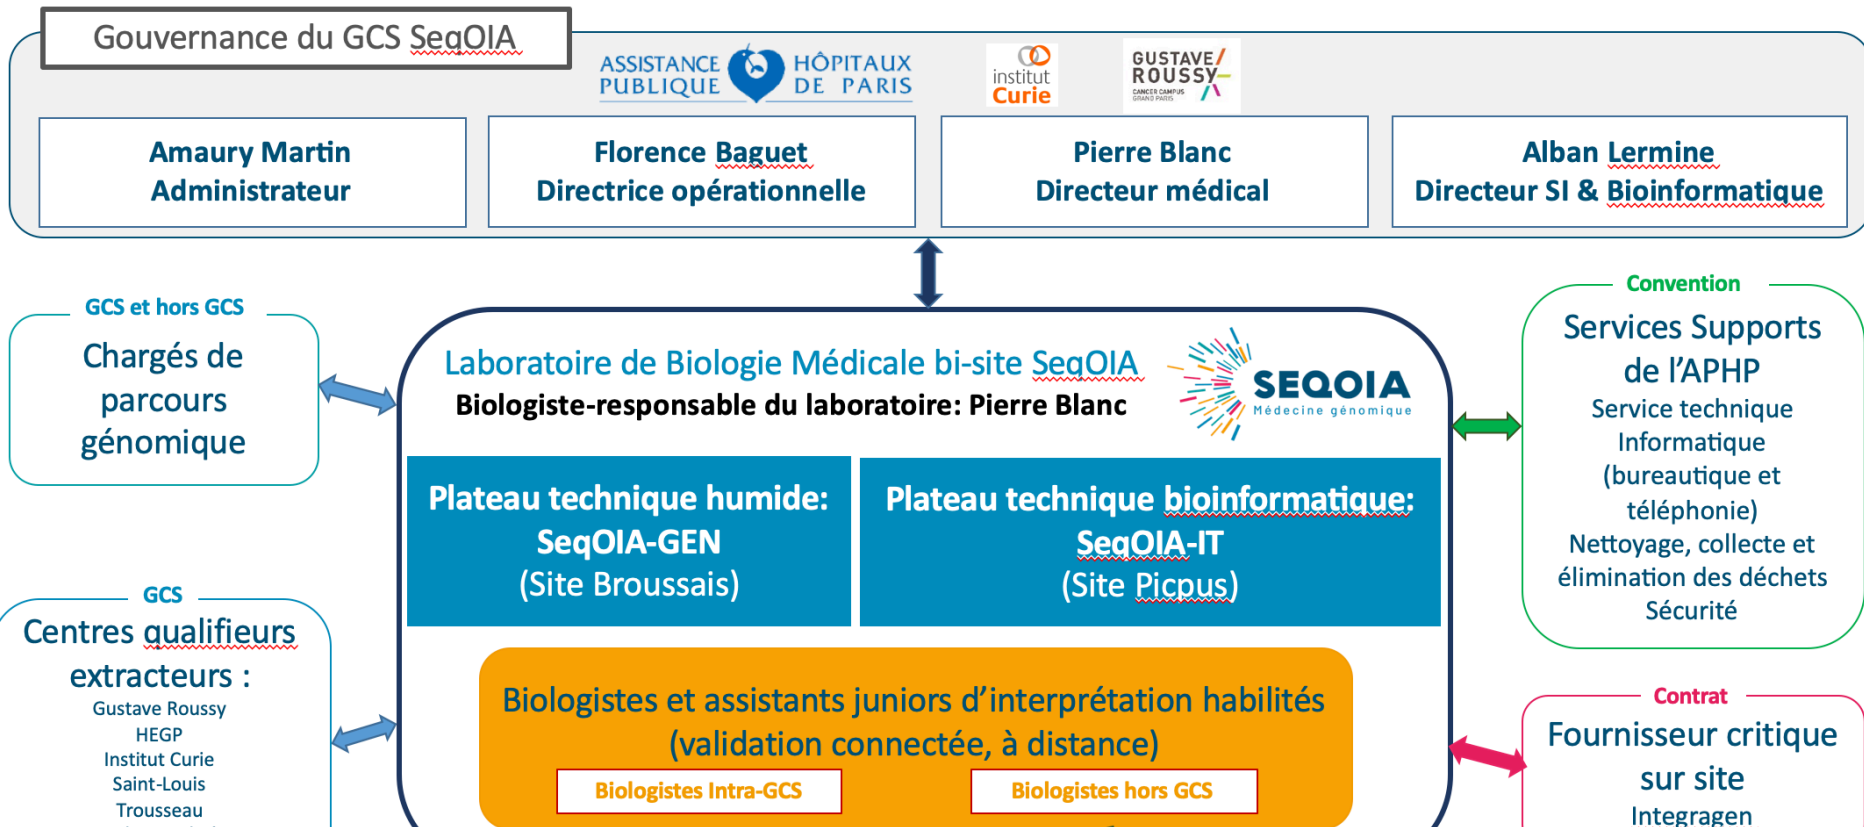 Gouvernance du GCS SeqOIA
ASSISTANCE HÔPITAUX
PUBLIQUE DE PARIS
institut
Curie
GUSTAVE/
ROUSSY
CANCER CAMPUS
GRAND PARIS
Amaury Martin
Administrateur
Florence Baguet
Directrice opérationnelle
Pierre Blanc
Directeur médical
Alban Lermine
Directeur SI & Bioinformatique
GCS et hors GCS
Chargés de
parcours
génomique
Laboratoire de Biologie Médicale bi-site SeqOIA
Biologiste-responsable du laboratoire: Pierre Blanc
SEQOIA
Médecine génomique
Convention
Services Supports
de l’APHP
Service technique
Informatique
(bureautique et
téléphonie)
Nettoyage, collecte et
élimination des déchets
Sécurité
Plateau technique humide:
SeqOIA-GEN
(Site Broussais)
Plateau technique bioinformatique:
SeqOIA-IT
(Site Picpus)
GCS
Centres qualifieurs
extracteurs :
Gustave Roussy
HEGP
Institut Curie
Saint-Louis
Trousseau
Biologistes et assistants juniors d’interprétation habilités
(validation connectée, à distance)
Biologistes Intra-GCS
Biologistes hors GCS
Contrat
Fournisseur critique
sur site
Integragen